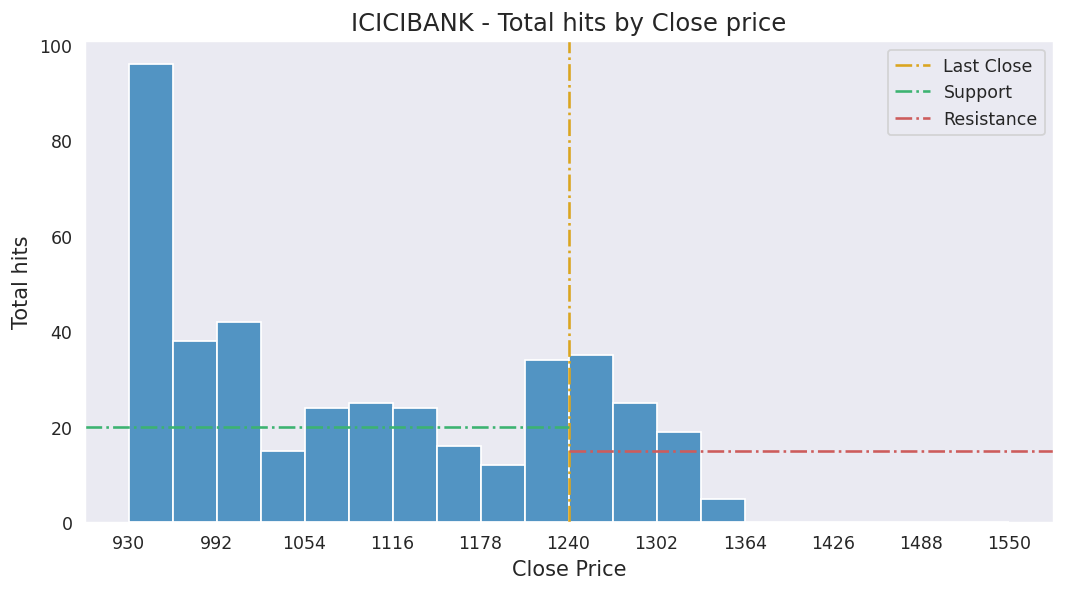 ICICIBANK - Total hits by Close price
Last Close
Support
Resistance
Total hits
100
80
60
40
20
0
930 992 1054 1116 1178 1240 1302 1364 1426 1488 1550
Close Price